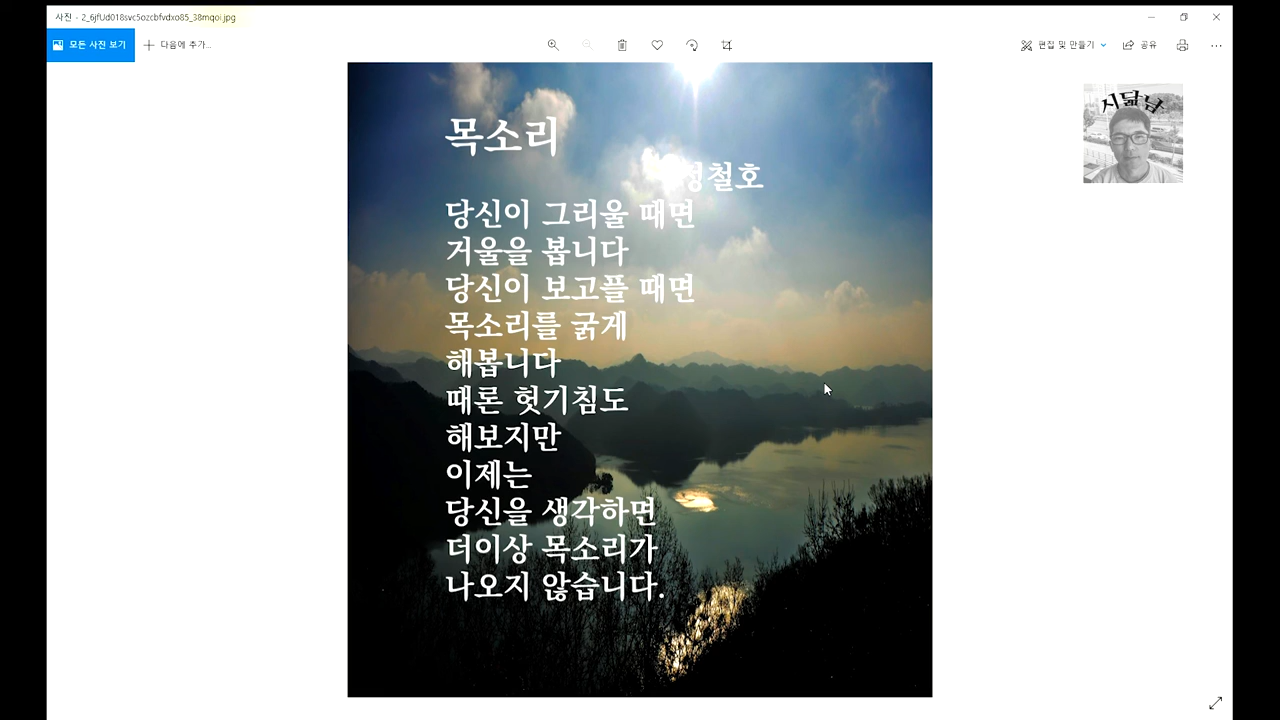 사진 - 2_6jfUd018svc5ozcbfvdxo85_38mqoi.jpg
모든 사진 보기
다음에 추가...
편집 및 만들기
공유
시닮남
목소리
정철호
당신이 그리울 때면
거울을 봅니다
당신이 보고플 때면
목소리를 굵게
해봅니다
때론 헛기침도
해보지만
이제는
당신을 생각하면
더이상 목소리가
나오지 않습니다.